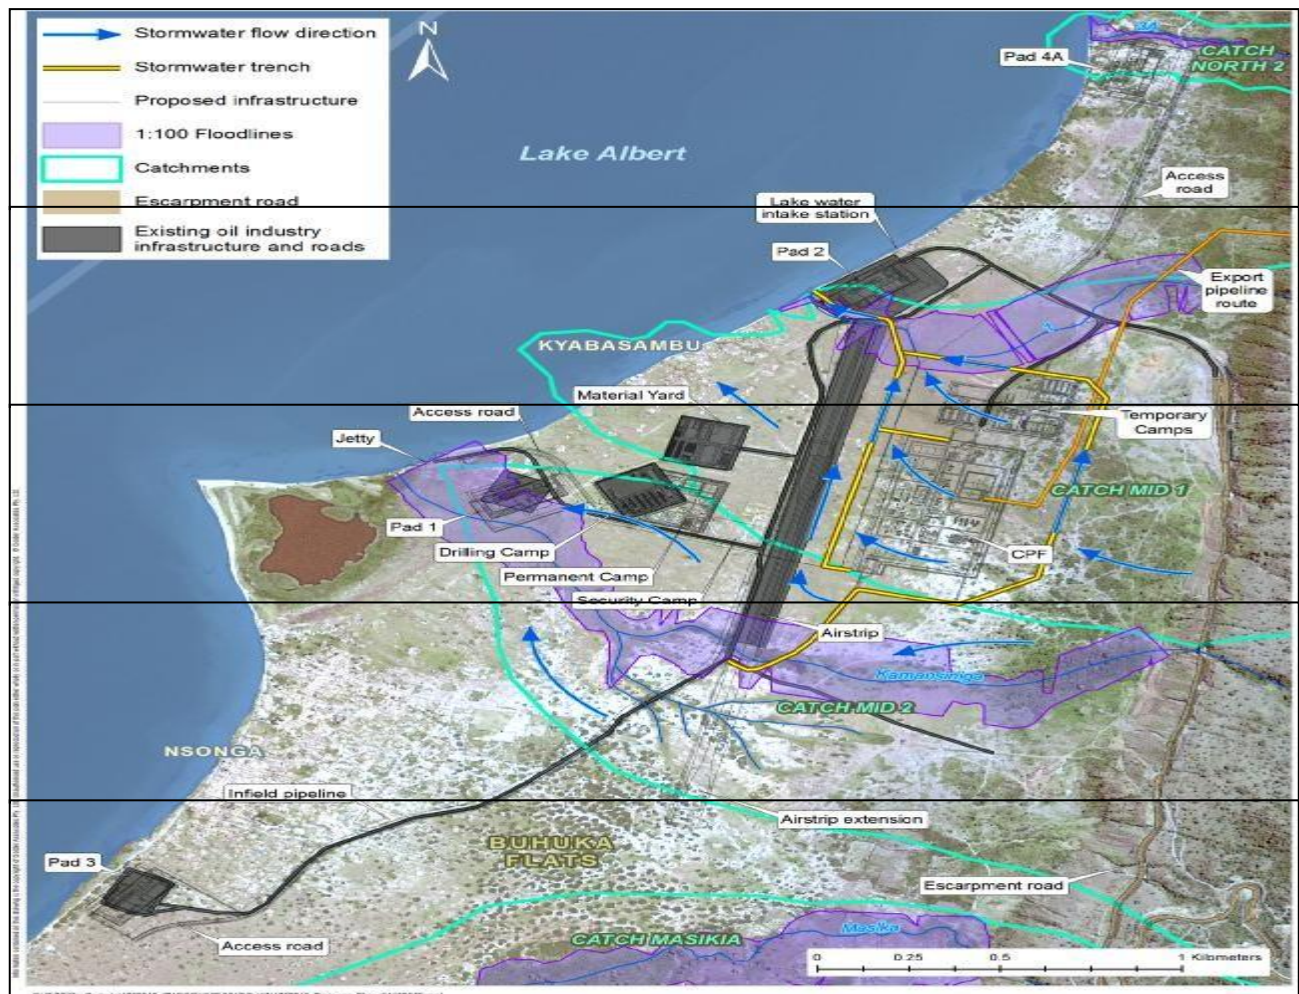 Stormwater flow direction
Stormwater trench
Proposed infrastructure
1:100 Floodlines
Catchments
Escarpment road
Existing oil industry
infrastructure and roads
N
Lake Albert
3A
Pad 4A
CATCH
NORTH 2
Access
road
Lake water
intake station
Pad 2
Export
pipeline
route
KYABASAMBU
Material Yard
Access road
Temporary
Camps
Jetty
CATCH MID 1
Pad 1
Drilling Camp
CPF
Permanent Camp
Security Camp
Airstrip
Kamansinga
CATCH MID 2
NSONGA
Infield pipeline
Airstrip extension
BUHUKA
FLATS
Pad 3
Escarpment road
Access road
CATCH MASIKIA
Masika
0 0.25 0.5 1 Kilometers